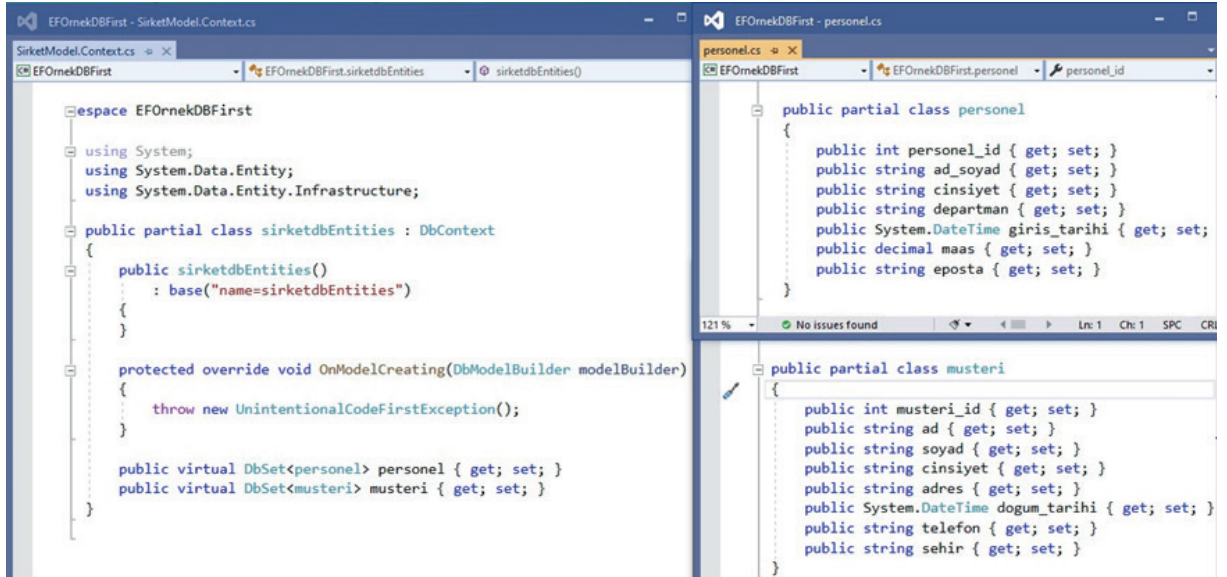 EFOrnekDBFirst - SirketModel.Context.cs
SirketModel.Context.cs
EFOrnekDBFirst
EFOrnekDBFirst.sirketdbEntities
sirketdbEntities()
espace EFOrnekDBFirst
using System;
using System.Data.Entity;
using System.Data.Entity.Infrastructure;
public partial class sirketdbEntities : DbContext
{
public sirketdbEntities()
: base("name=sirketdbEntities")
{
}
protected override void OnModelCreating(DbModelBuilder modelBuilder)
{
throw new UnintentionalCodeFirstException();
}
public virtual DbSet<personel> personel { get; set; }
public virtual DbSet<musteri> musteri { get; set; }
}
EFOrnekDBFirst - personel.cs
personel.cs
EFOrnekDBFirst
EFOrnekDBFirst.personel
personel_id
public partial class personel
{
public int personel_id { get; set; }
public string ad_soyad { get; set; }
public string cinsiyet { get; set; }
public string departman { get; set; }
public System.DateTime giris_tarihi { get; set;
public decimal maas { get; set; }
public string eposta { get; set; }
}
121 %
No issues found
Ln: 1 Ch: 1 SPC CRL
public partial class musteri
{
public int musteri_id { get; set; }
public string ad { get; set; }
public string soyad { get; set; }
public string cinsiyet { get; set; }
public string adres { get; set; }
public System.DateTime dogum_tarihi { get; set; }
public string telefon { get; set; }
public string sehir { get; set; }
}